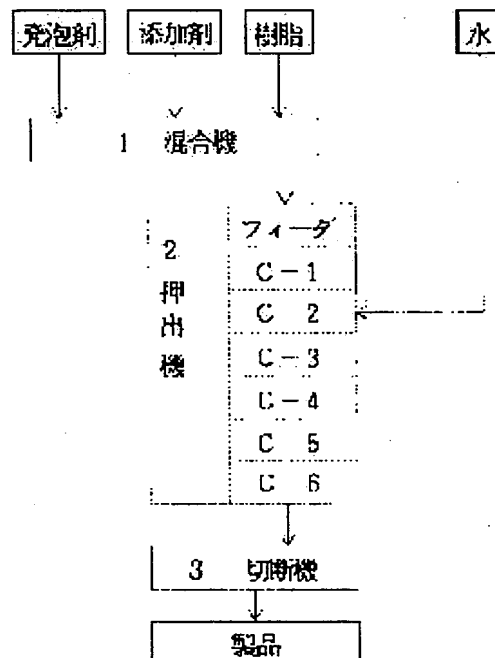 発泡剤 添加剤 樹脂 水
1 混合機
2 押出機
フィーダ
C-1
C 2
C-3
C-4
C 5
C 6
3 切断機
製品